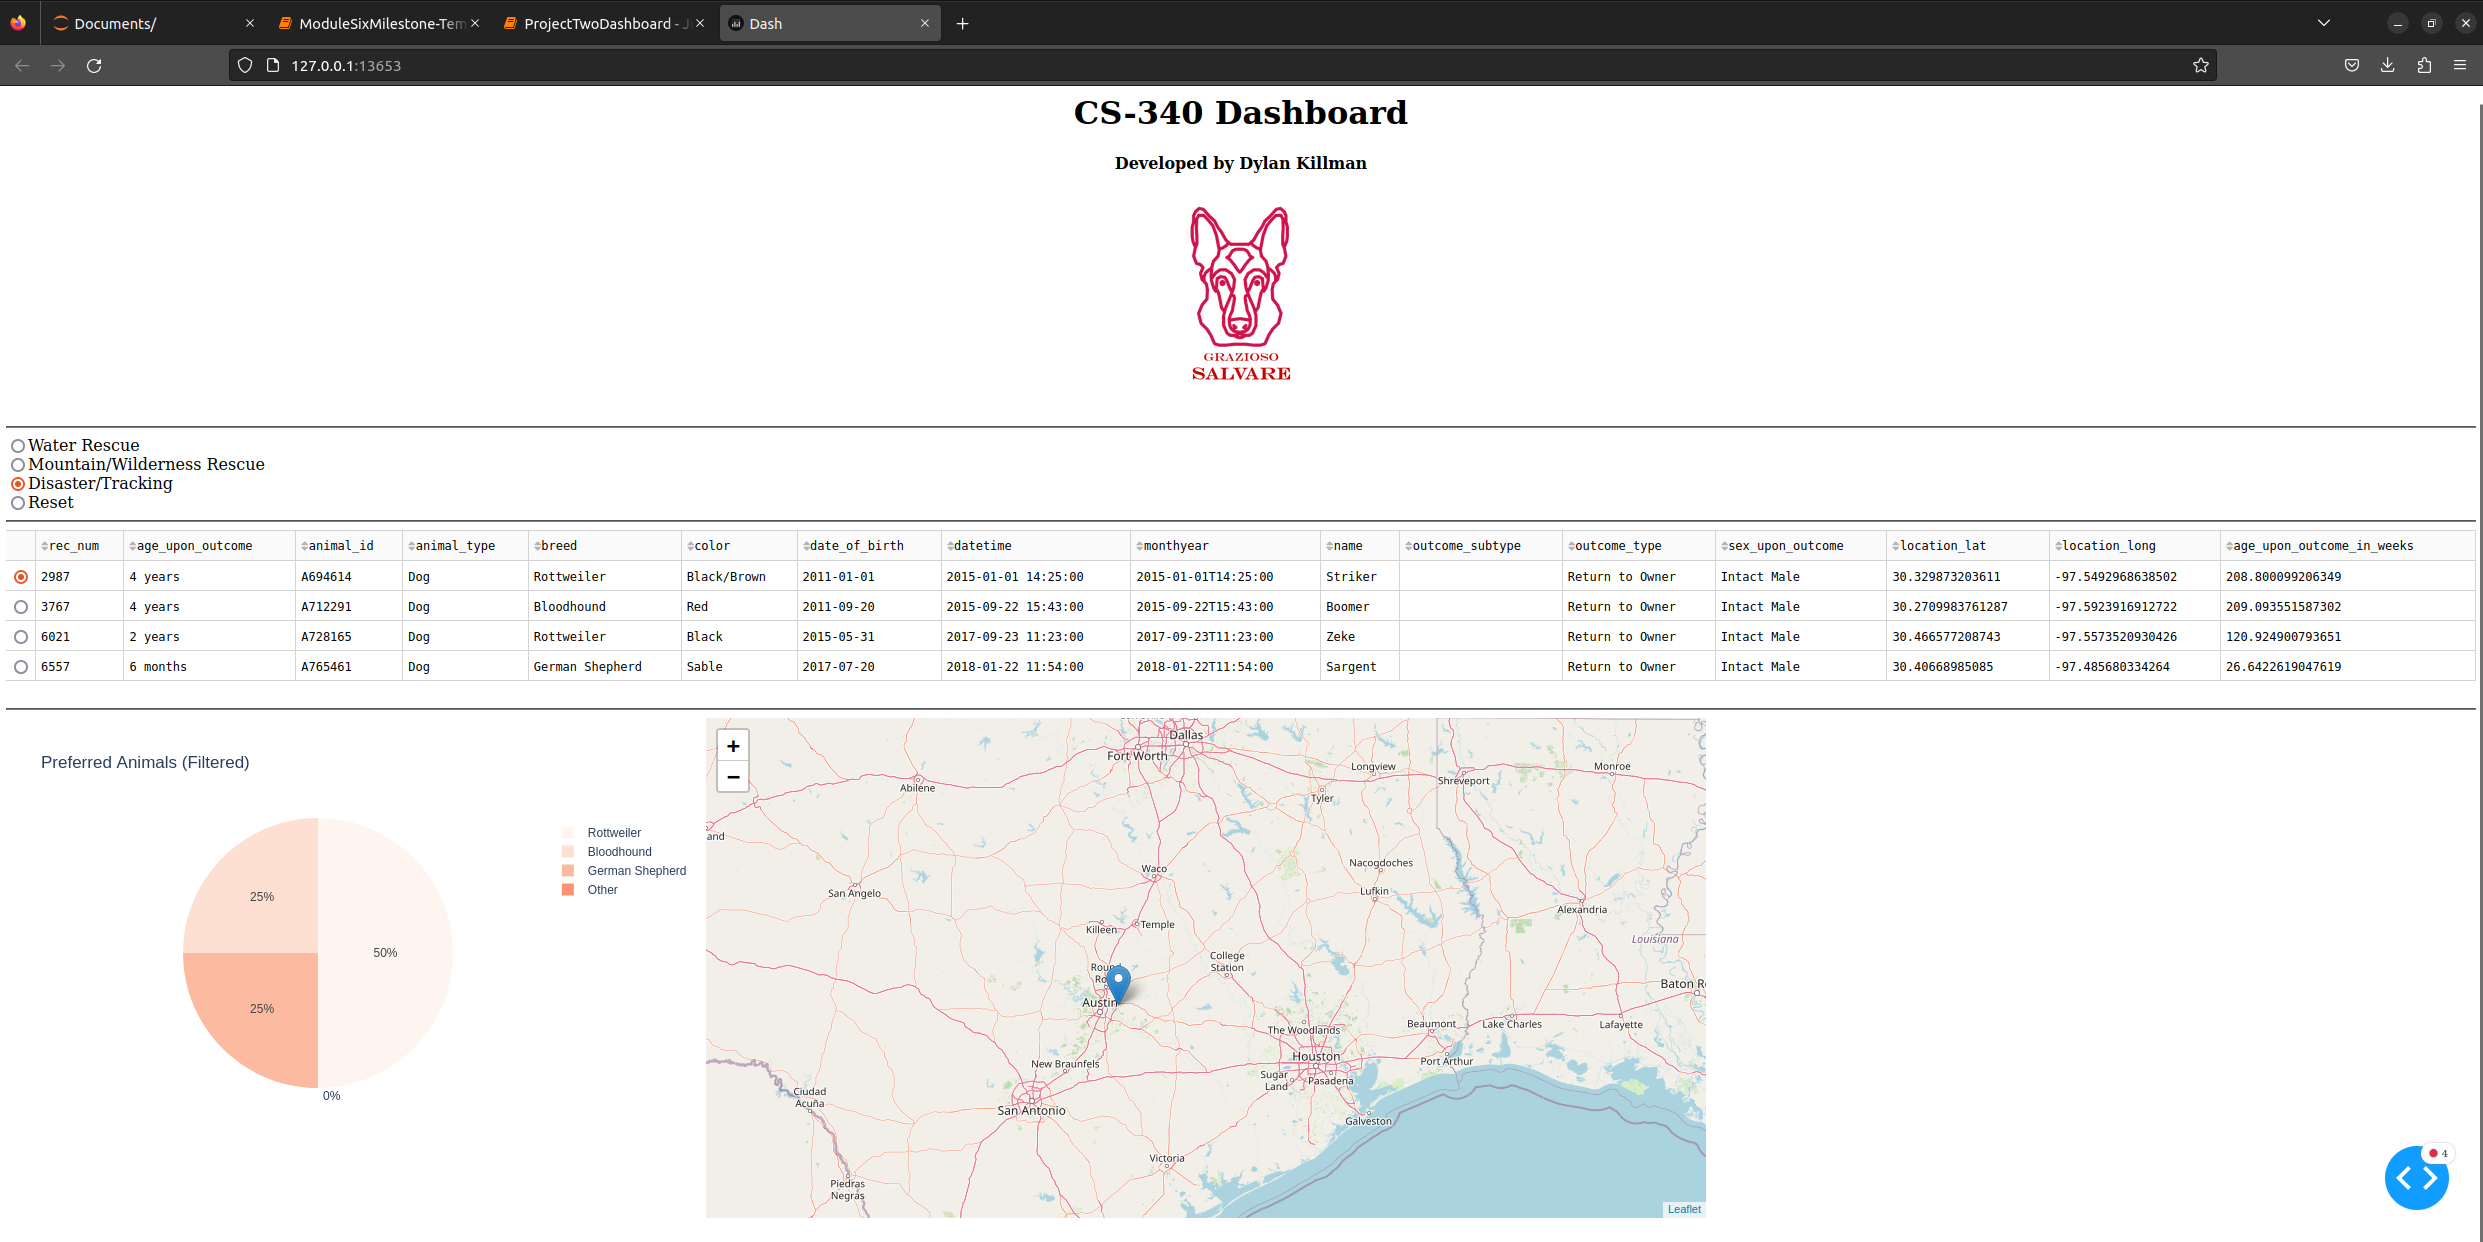 Documents/
ModuleSixMilestone-Tem
ProjectTwoDashboard - J
Dash
127.0.0.1:13653
CS-340 Dashboard
Developed by Dylan Killman
GRAZIOSO
SALVARE
Water Rescue
Mountain/Wilderness Rescue
Disaster/Tracking
Reset
rec_num age_upon_outcome animal_id animal_type breed color date_of_birth datetime monthyear name outcome_subtype outcome_type sex_upon_outcome location_lat location_long age_upon_outcome_in_weeks
2987 4 years A694614 Dog Rottweiler Black/Brown 2011-01-01 2015-01-01 14:25:00 2015-01-01T14:25:00 Striker Return to Owner Intact Male 30.329873203611 -97.5492968638502 208.800099206349
3767 4 years A712291 Dog Bloodhound Red 2011-09-20 2015-09-22 15:43:00 2015-09-22T15:43:00 Boomer Return to Owner Intact Male 30.2709983761287 -97.5923916912722 209.093551587302
6021 2 years A728165 Dog Rottweiler Black 2015-05-31 2017-09-23 11:23:00 2017-09-23T11:23:00 Zeke Return to Owner Intact Male 30.466577208743 -97.5573520930426 120.924900793651
6557 6 months A765461 Dog German Shepherd Sable 2017-07-20 2018-01-22 11:54:00 2018-01-22T11:54:00 Sargent Return to Owner Intact Male 30.40668985085 -97.485680334264 26.6422619047619
Preferred Animals (Filtered)
Rottweiler
Bloodhound
German Shepherd
Other
25%
50%
25%
0%
+
−
Dallas
Fort Worth
Longview
Shreveport
Monroe
Abilene
Tyler
and
Nacogdoches
Waco
San Angelo
Lufkin
Alexandria
Killeen
Temple
Louisiana
College
Station
Round
Ro
Austin
Baton R
The Woodlands
Beaumont
Lake Charles
Lafayette
Houston
New Braunfels
Port Arthur
Sugar
Land
Pasadena
Ciudad
Acuña
San Antonio
Galveston
Victoria
Piedras
Negras
Leaflet
4